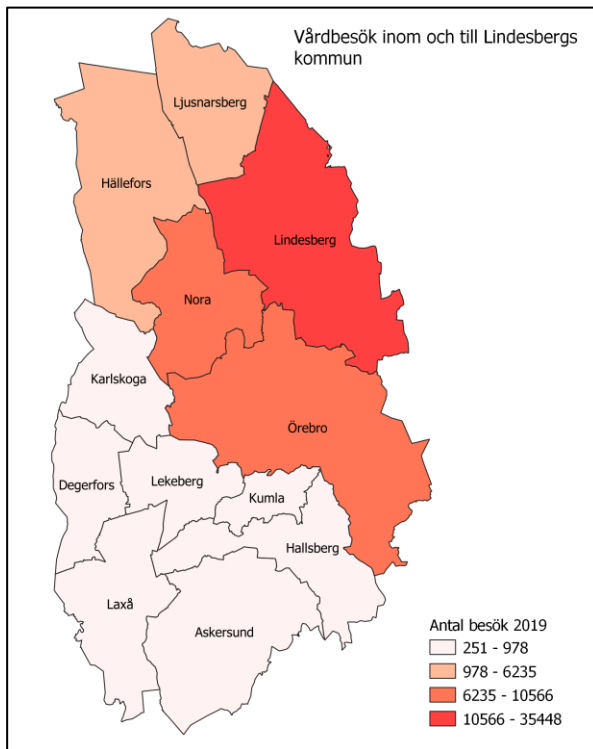 Vårdbesök inom och till Lindesbergs
kommun
Ljusnarsberg
Hällefors
Lindesberg
Nora
Karlskoga
Örebro
Degerfors
Lekeberg
Kumla
Hallsberg
Laxå
Askersund
Antal besök 2019
251 - 978
978 - 6235
6235 - 10566
10566 - 35448